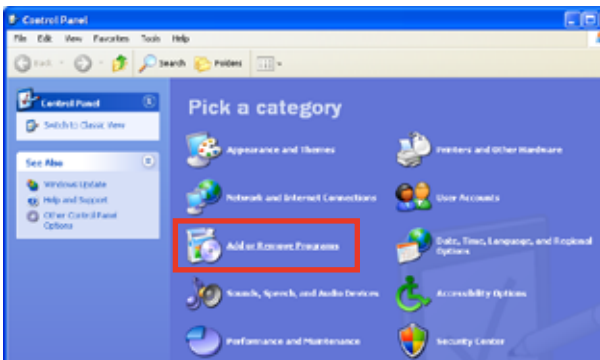 Control Panel
File Edit View Favorites Tools Help
Back Search Folders
Control Panel
Switch to Classic View
See Also
Windows Update
Help and Support
Other Control Panel
Options
Pick a category
Appearance and Themes
Printers and Other Hardware
Network and Internet Connections
User Accounts
Add or Remove Programs
Date, Time, Language, and Regional
Options
Sounds, Speech, and Audio Devices
Accessibility Options
Performance and Maintenance
Security Center